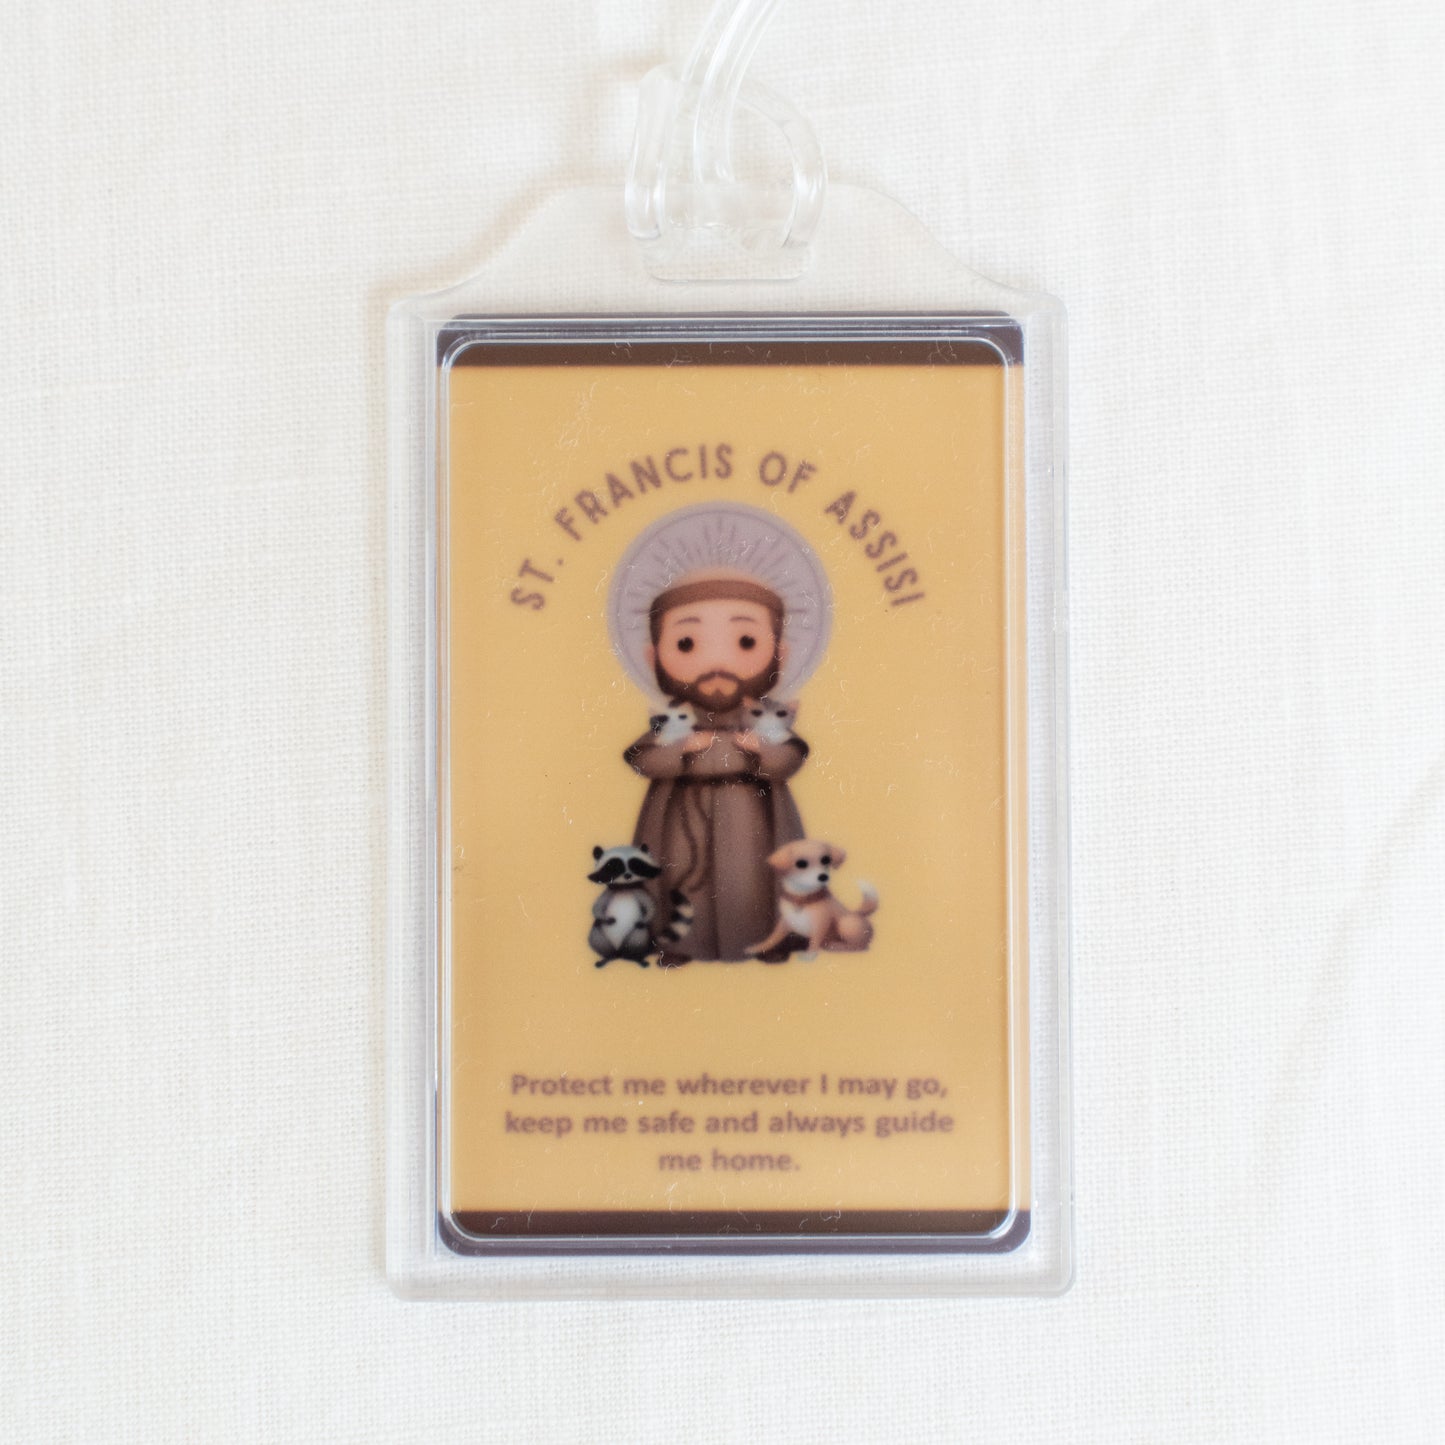 ST. FRANCIS OF ASSISI
Protect me wherever I may go,
keep me safe and always guide
me home.